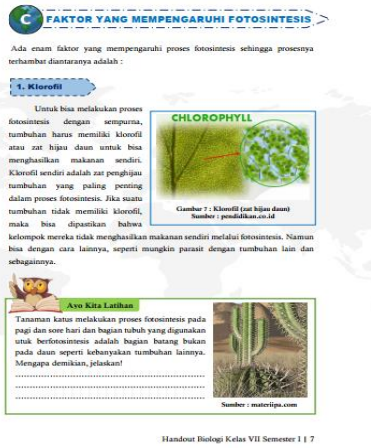 C
FAKTOR YANG MEMPENGARUHI FOTOSINTESIS
Ada enam faktor yang mempengaruhi proses fotosintesis sehingga prosesnya
terhambat diantaranya adalah :
1. Klorofil
Untuk bisa melakukan proses
fotosintesis dengan sempurna,
tumbuhan harus memiliki klorofil
atau zat hijau daun untuk bisa
menghasilkan makanan sendiri.
Klorofil sendiri adalah zat penghijau
tumbuhan yang paling penting
dalam proses fotosintesis. Jika suatu
tumbuhan tidak memiliki klorofil,
maka bisa dipastikan bahwa
CHLOROPHYLL
Gambar 7 : Klorofil (zat hijau daun)
Sumber : pendidikan.co.id
kelompok mereka tidak menghasilkan makanan sendiri melalui fotosintesis. Namun
bisa dengan cara lainnya, seperti mungkin parasit dengan tumbuhan lain dan
sebagainnya.
Ayo Kita Latihan
Tanaman katus melakukan proses fotosintesis pada
pagi dan sore hari dan bagian tubuh yang digunakan
utuk berfotosintesis adalah bagian batang bukan
pada daun seperti kebanyakan tumbuhan lainnya.
Mengapa demikian, jelaskan!
Sumber : materiipa.com
Handout Biologi Kelas VII Semester I | 7